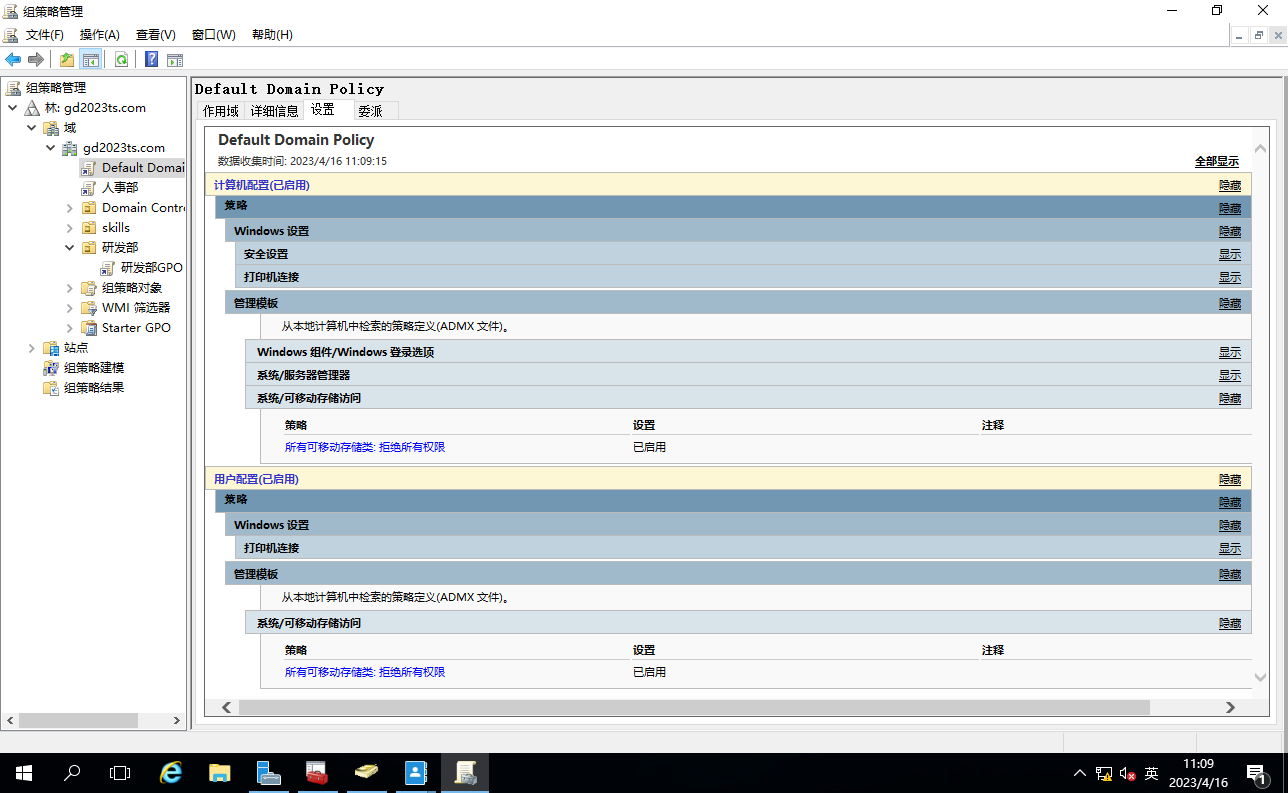 组策略管理
文件(F) 操作(A) 查看(V) 窗口(W) 帮助(H)
组策略管理
林: gd2023ts.com
域
gd2023ts.com
Default Domai
人事部
Domain Contr
skills
研发部
研发部GPO
组策略对象
WMI 筛选器
Starter GPO
站点
组策略建模
组策略结果
Default Domain Policy
作用域 详细信息 设置 委派
Default Domain Policy
数据收集时间: 2023/4/16 11:09:15 全部显示
计算机配置(已启用) 隐藏
策略 隐藏
Windows 设置 隐藏
安全设置 显示
打印机连接 显示
管理模板 隐藏
从本地计算机中检索的策略定义(ADMX 文件)。
Windows 组件/Windows 登录选项 显示
系统/服务器管理器 显示
系统/可移动存储访问 隐藏
策略 设置 注释
所有可移动存储类: 拒绝所有权限 已启用
用户配置(已启用) 隐藏
策略 隐藏
Windows 设置 隐藏
打印机连接 显示
管理模板 隐藏
从本地计算机中检索的策略定义(ADMX 文件)。
系统/可移动存储访问 隐藏
策略 设置 注释
所有可移动存储类: 拒绝所有权限 已启用
英
11:09
2023/4/16
1